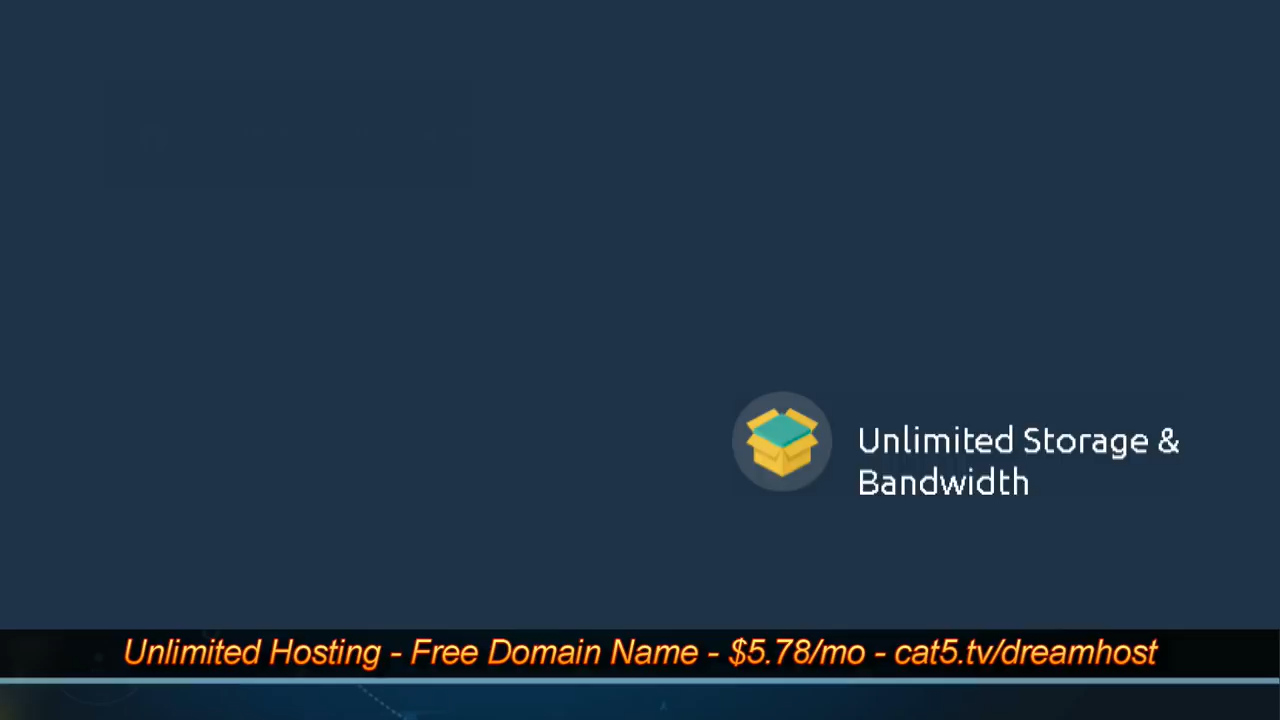 Unlimited Storage &
Bandwidth
Unlimited Hosting - Free Domain Name - $5.78/mo - cat5.tv/dreamhost